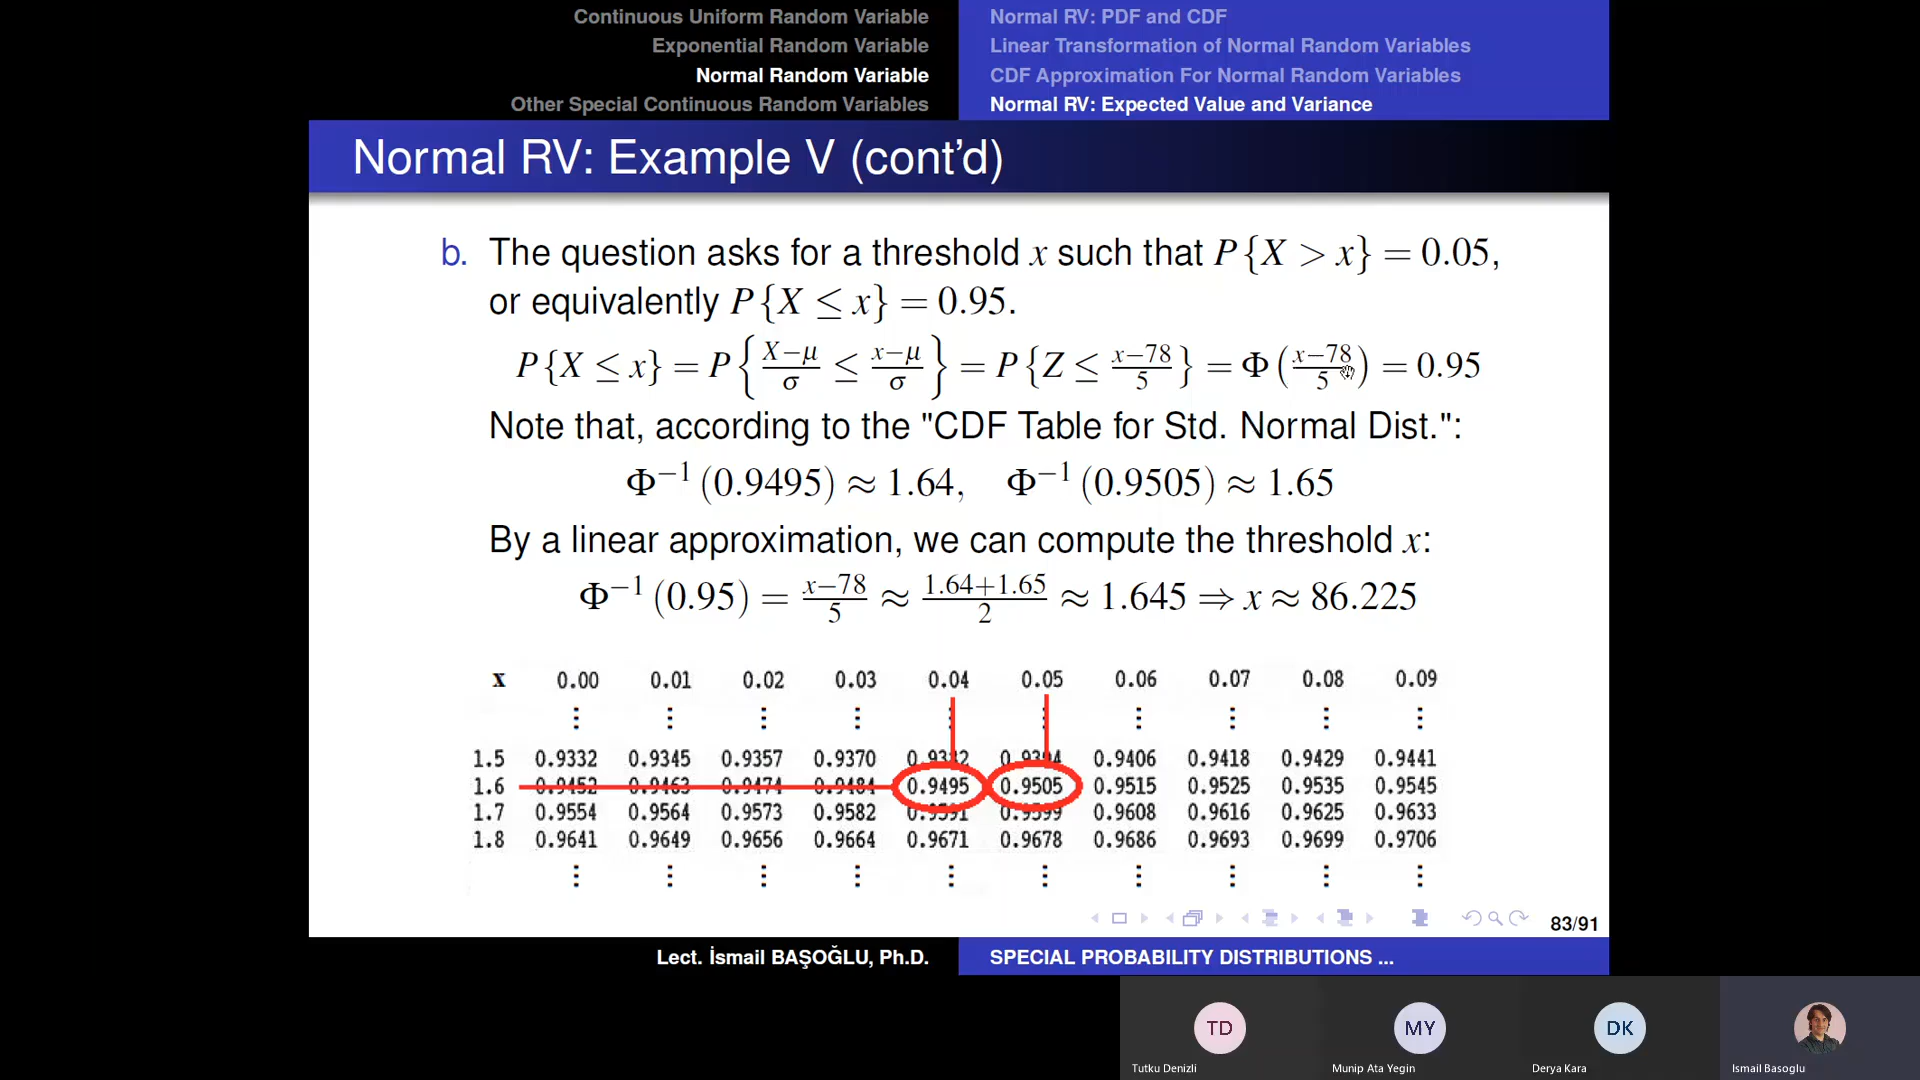 Continuous Uniform Random Variable
Exponential Random Variable
Normal Random Variable
Other Special Continuous Random Variables
Normal RV: PDF and CDF
Linear Transformation of Normal Random Variables
CDF Approximation For Normal Random Variables
Normal RV: Expected Value and Variance
Normal RV: Example V (cont'd)
b. The question asks for a threshold x such that P{X > x} = 0.05,
or equivalently P{X ≤ x} = 0.95.
P{X ≤ x} = P{(X−μ)/σ ≤ (x−μ)/σ} = P{Z ≤ (x−78)/5} = Φ((x−78)/5) = 0.95
Note that, according to the "CDF Table for Std. Normal Dist.":
Φ⁻¹(0.9495) ≈ 1.64, Φ⁻¹(0.9505) ≈ 1.65
By a linear approximation, we can compute the threshold x:
Φ⁻¹(0.95) = (x−78)/5 ≈ (1.64+1.65)/2 ≈ 1.645 ⇒ x ≈ 86.225
x 0.00 0.01 0.02 0.03 0.04 0.05 0.06 0.07 0.08 0.09
⋮ ⋮ ⋮ ⋮ ⋮ ⋮ ⋮ ⋮ ⋮ ⋮
1.5 0.9332 0.9345 0.9357 0.9370 0.9382 0.9394 0.9406 0.9418 0.9429 0.9441
1.6 0.9452 0.9463 0.9474 0.9484 0.9495 0.9505 0.9515 0.9525 0.9535 0.9545
1.7 0.9554 0.9564 0.9573 0.9582 0.9591 0.9599 0.9608 0.9616 0.9625 0.9633
1.8 0.9641 0.9649 0.9656 0.9664 0.9671 0.9678 0.9686 0.9693 0.9699 0.9706
⋮ ⋮ ⋮ ⋮ ⋮ ⋮ ⋮ ⋮ ⋮ ⋮
83/91
Lect. İsmail BAŞOĞLU, Ph.D.
SPECIAL PROBABILITY DISTRIBUTIONS ...
TD
MY
DK
Tutku Denizli
Munip Ata Yegin
Derya Kara
Ismail Basoglu